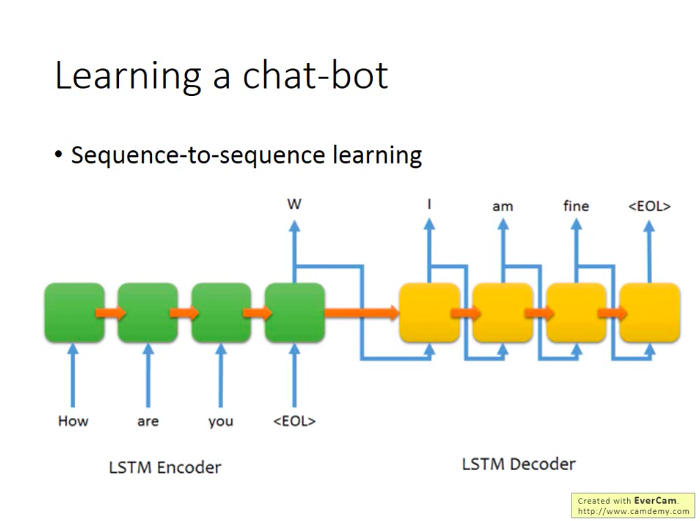 Learning a chat-bot
• Sequence-to-sequence learning
W I am fine <EOL>
How are you <EOL>
LSTM Encoder LSTM Decoder
Created with EverCam.
http://www.camdemy.com